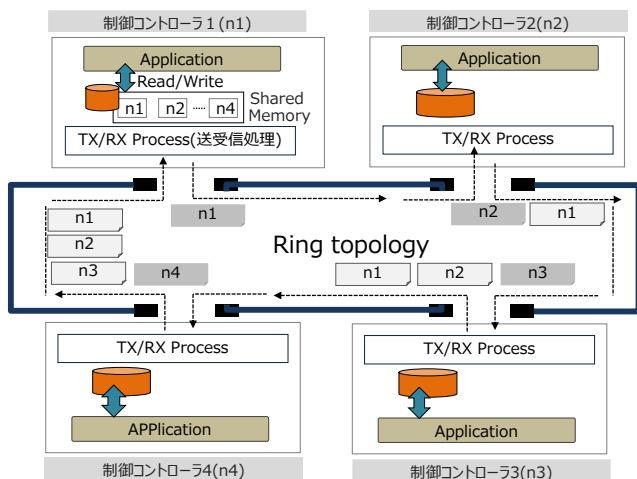 制御コントローラ１(n1)
制御コントローラ2(n2)
Application
Read/Write
n1 n2 ····· n4
Shared
Memory
TX/RX Process(送受信処理)
Application
TX/RX Process
n1
n2
n3
n1
n4
n2
n1
Ring topology
n1
n2
n3
TX/RX Process
APPlication
TX/RX Process
Application
制御コントローラ4(n4)
制御コントローラ3(n3)